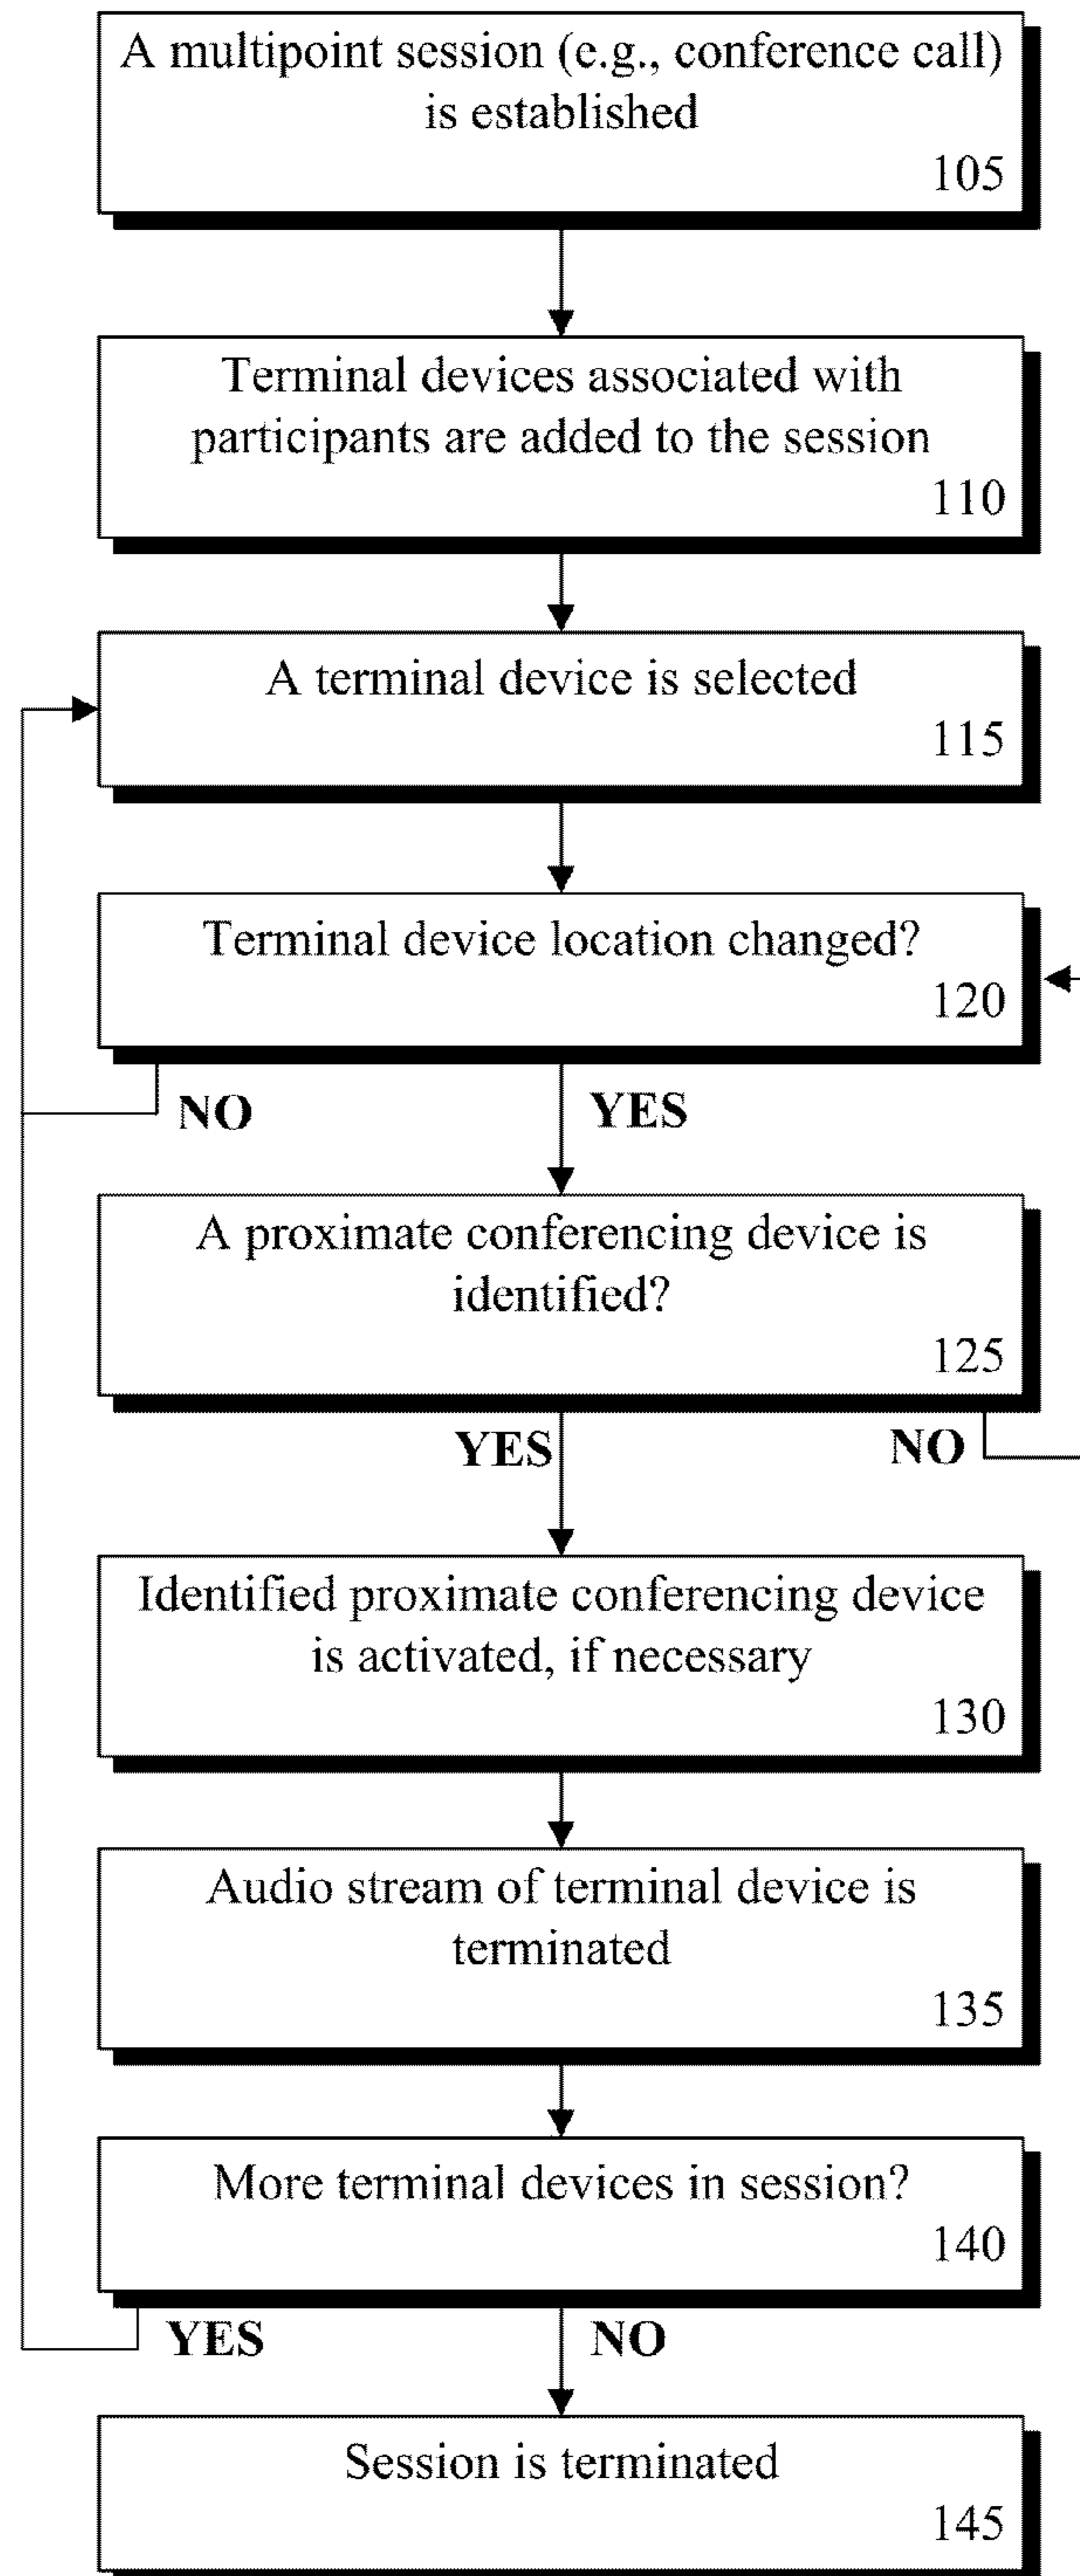 A multipoint session (e.g., conference call)
is established
105
Terminal devices associated with
participants are added to the session
110
A terminal device is selected
115
Terminal device location changed?
120
NO
YES
A proximate conferencing device is
identified?
125
YES
NO
Identified proximate conferencing device
is activated, if necessary
130
Audio stream of terminal device is
terminated
135
More terminal devices in session?
140
YES
NO
Session is terminated
145